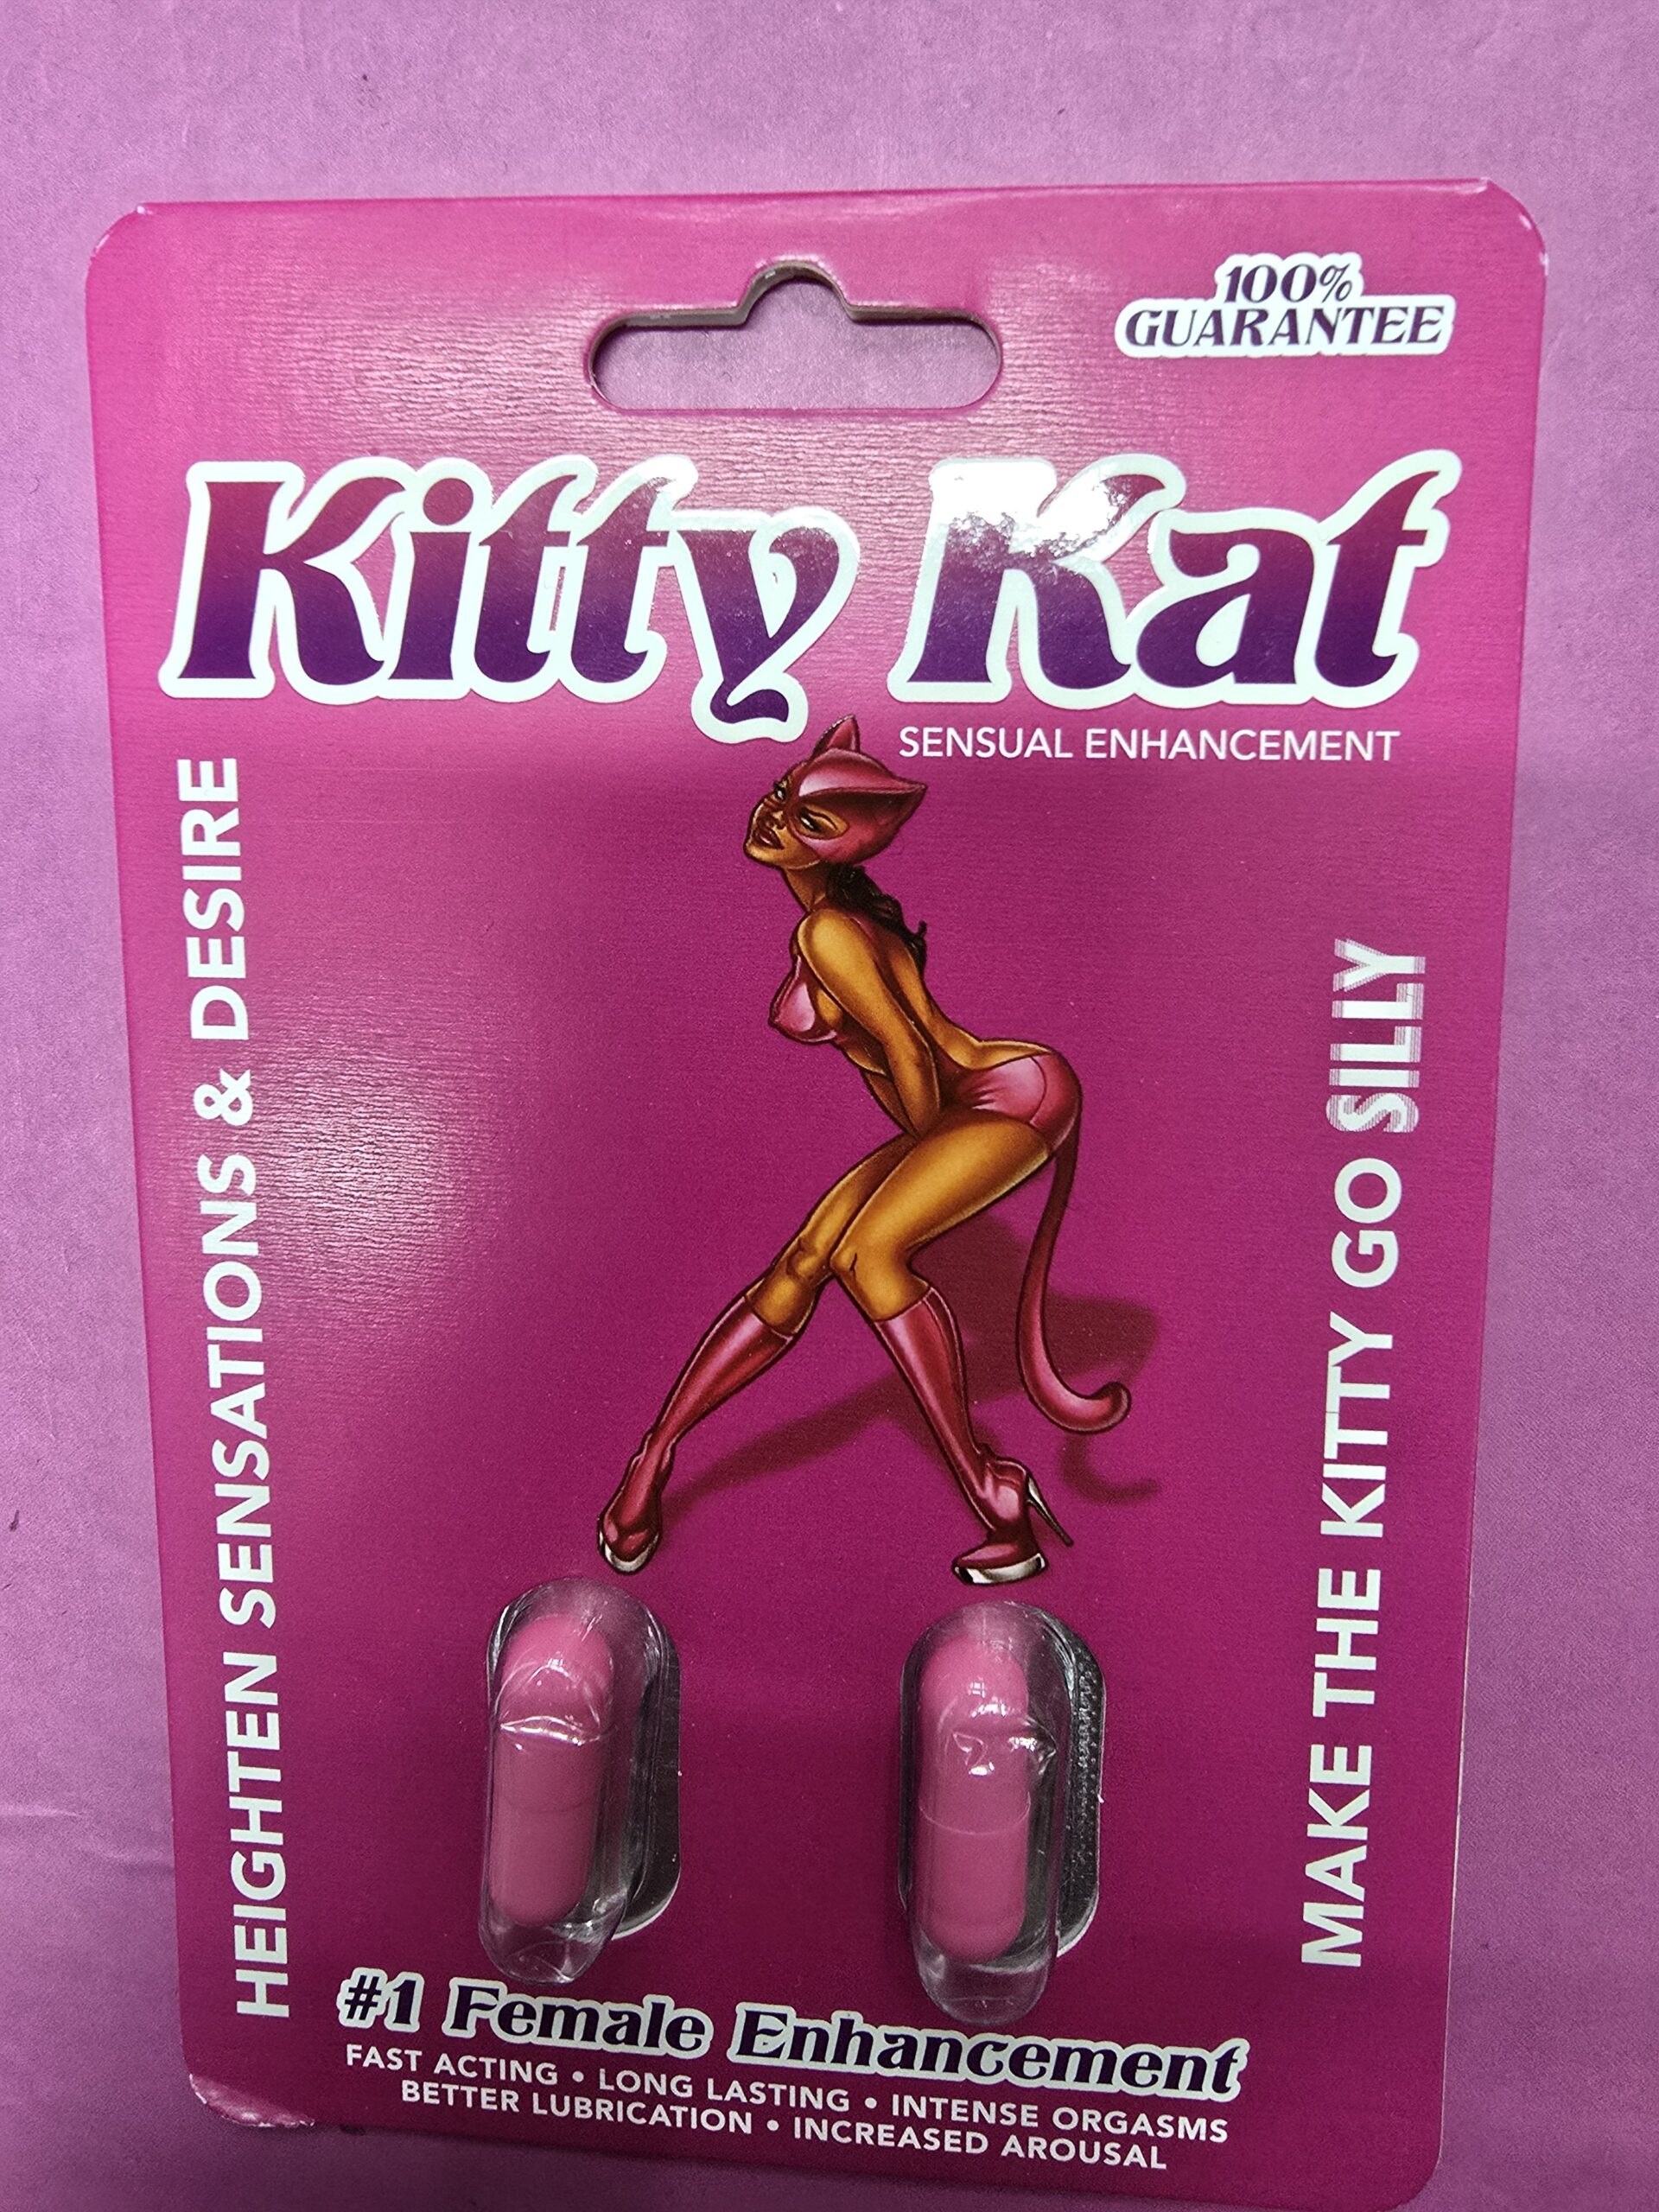 100%
GUARANTEE
Kitty Kat
SENSUAL ENHANCEMENT
HEIGHTEN SENSATIONS & DESIRE
MAKE THE KITTY GO SILLY
#1 Female Enhancement
FAST ACTING • LONG LASTING • INTENSE ORGASMS
BETTER LUBRICATION • INCREASED AROUSAL